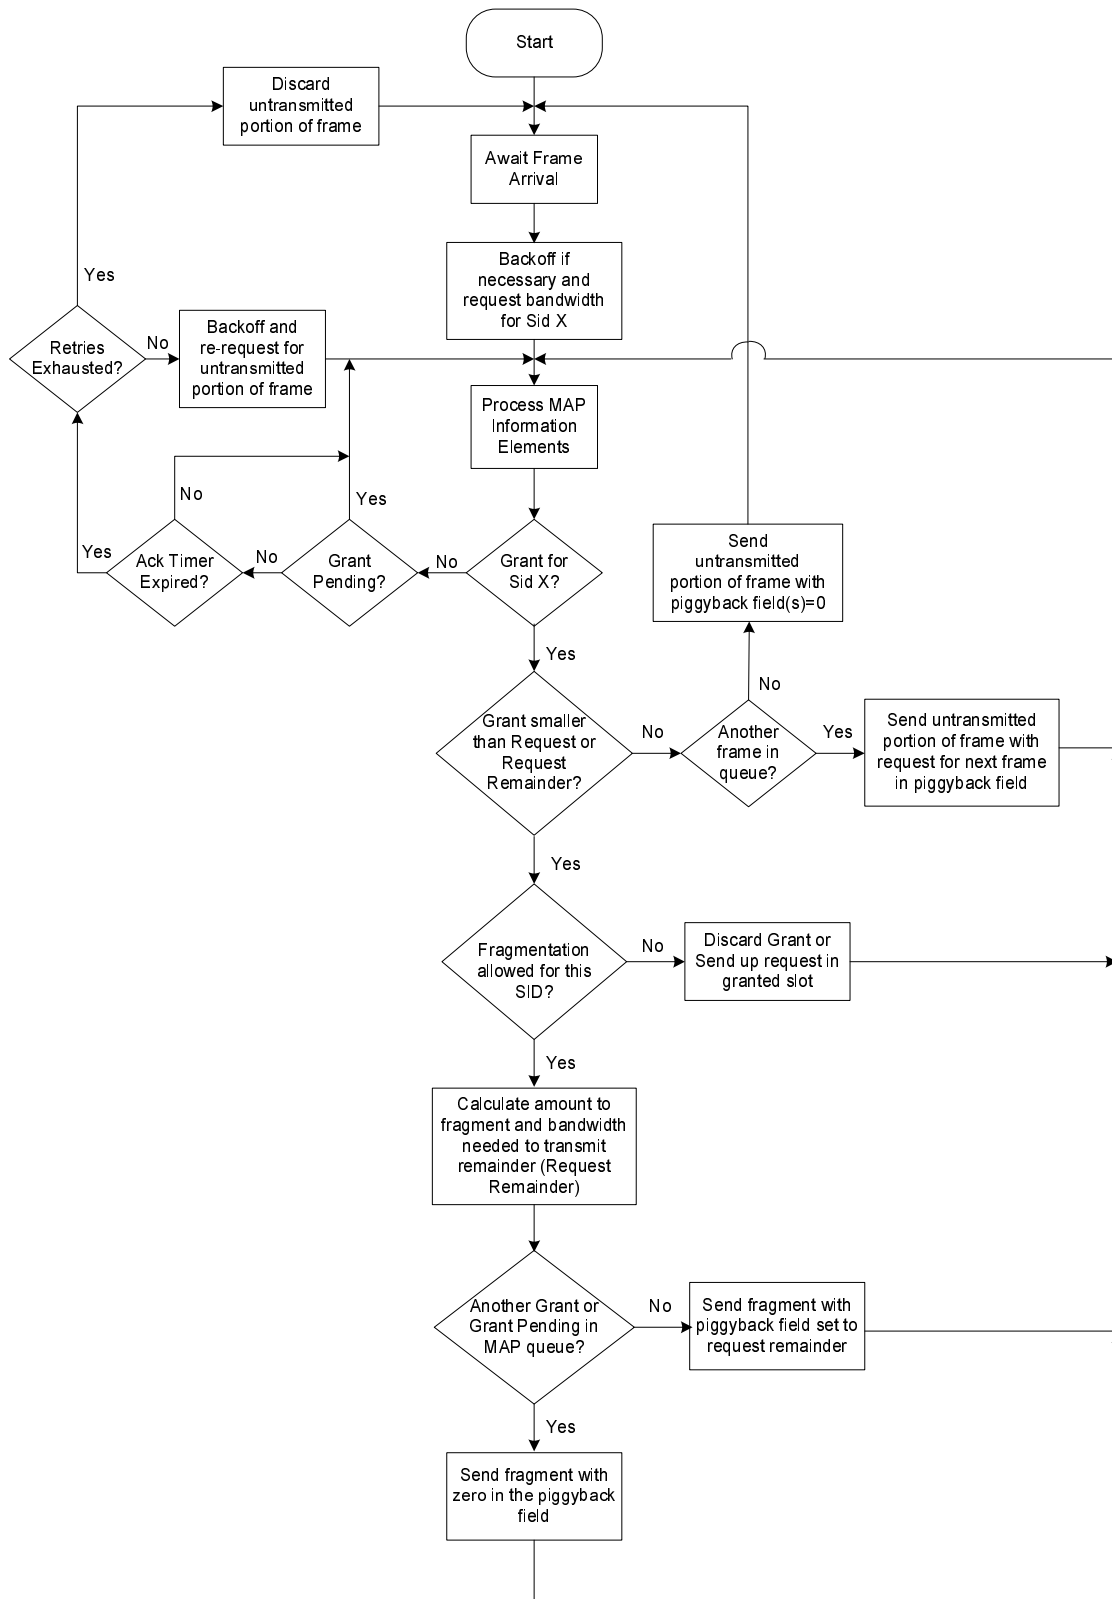 Start
Discard
untransmitted
portion of frame
Await Frame
Arrival
Yes
Backoff if
necessary and
request bandwidth
for Sid X
Retries
Exhausted?
No
Backoff and
re-request for
untransmitted
portion of frame
Process MAP
Information
Elements
No
Yes
Yes
Ack Timer
Expired?
No
Grant
Pending?
No
Grant for
Sid X?
Send
untransmitted
portion of frame with
piggyback field(s)=0
Yes
No
Grant smaller
than Request or
Request
Remainder?
No
Another
frame in
queue?
Yes
Send untransmitted
portion of frame with
request for next frame
in piggyback field
Yes
Fragmentation
allowed for this
SID?
No
Discard Grant or
Send up request in
granted slot
Yes
Calculate amount to
fragment and bandwidth
needed to transmit
remainder (Request
Remainder)
Another Grant or
Grant Pending in
MAP queue?
No
Send fragment with
piggyback field set to
request remainder
Yes
Send fragment with
zero in the piggyback
field